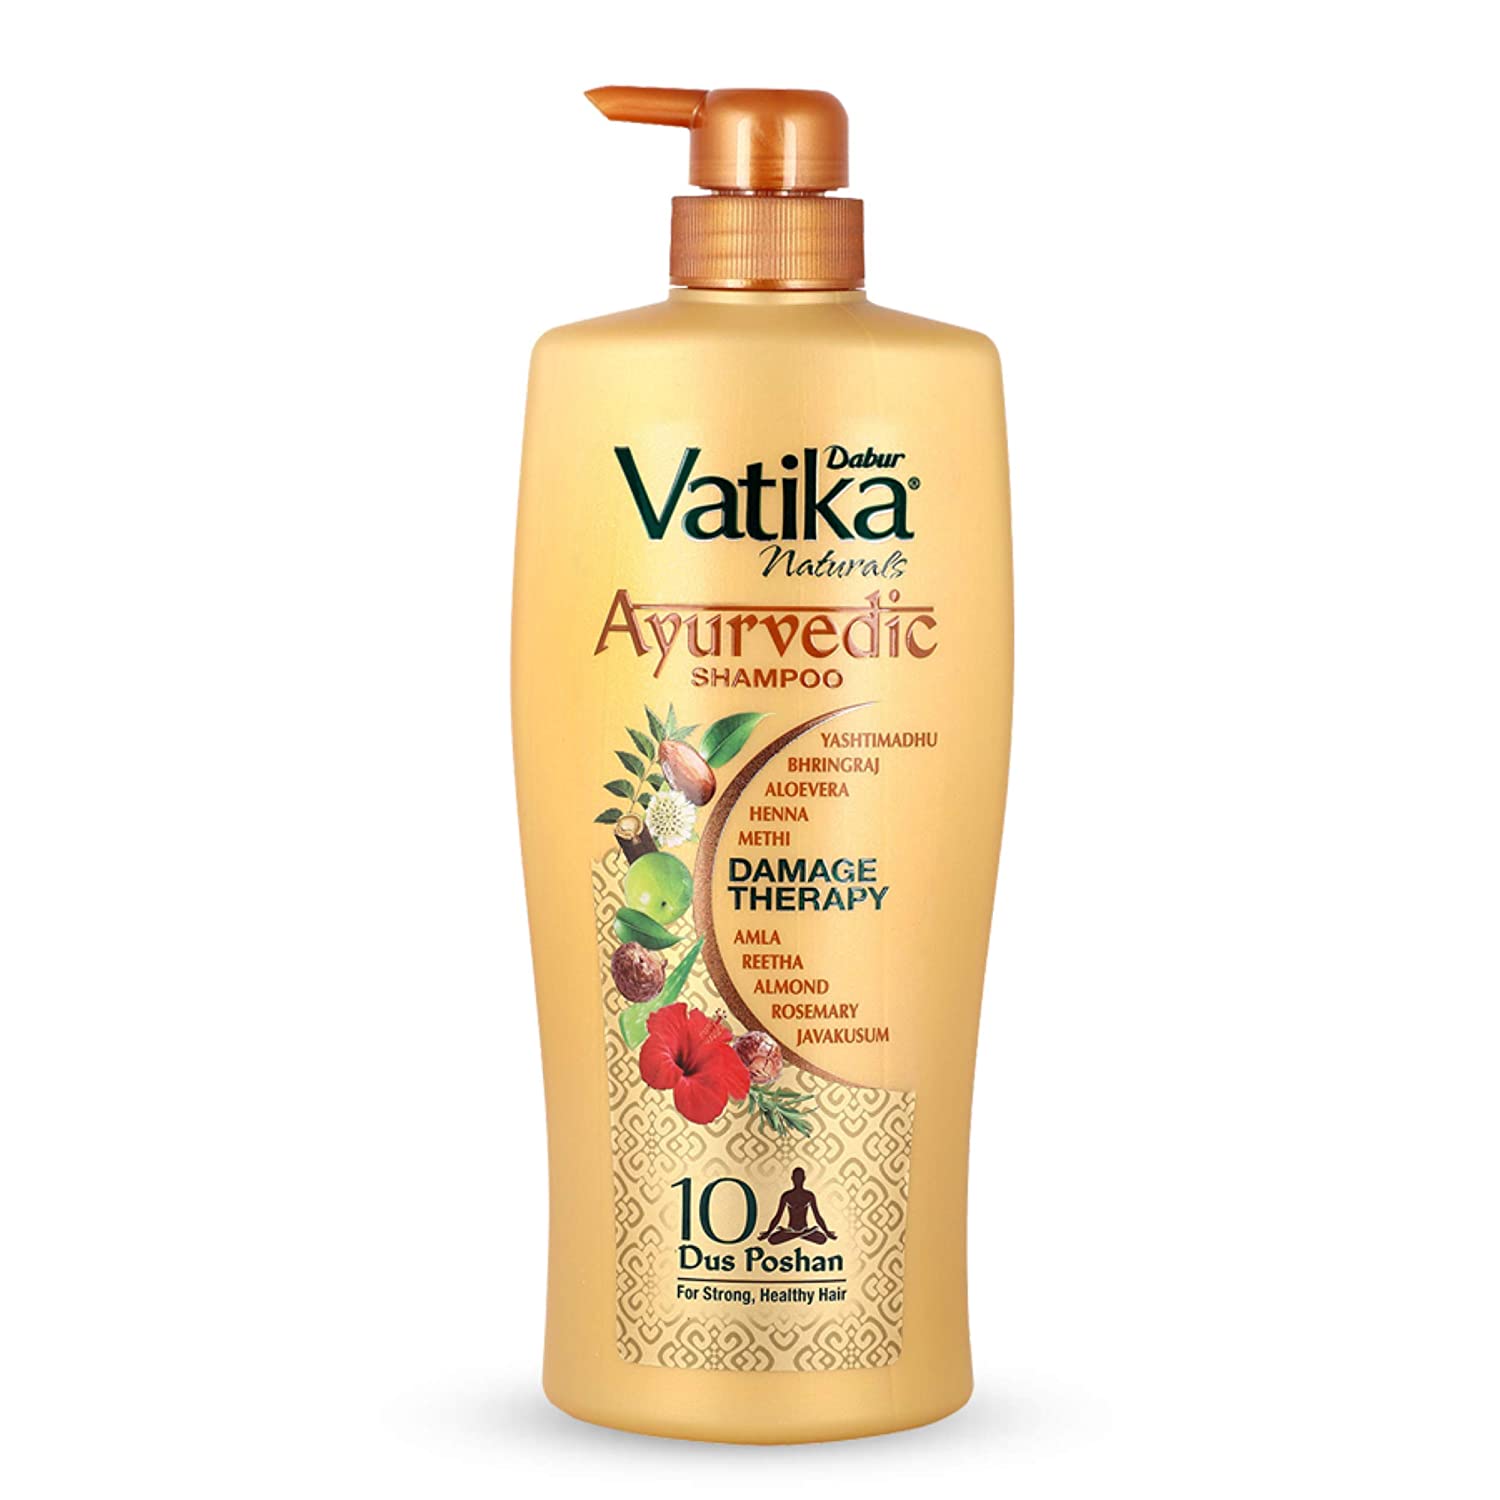 Dabur
Vatika®
Naturals
Ayurvedic
SHAMPOO
YASHTIMADHU
BHRINGRAJ
ALOEVERA
HENNA
METHI
DAMAGE
THERAPY
AMLA
REETHA
ALMOND
ROSEMARY
JAVAKUSUM
10
Dus Poshan
For Strong, Healthy Hair